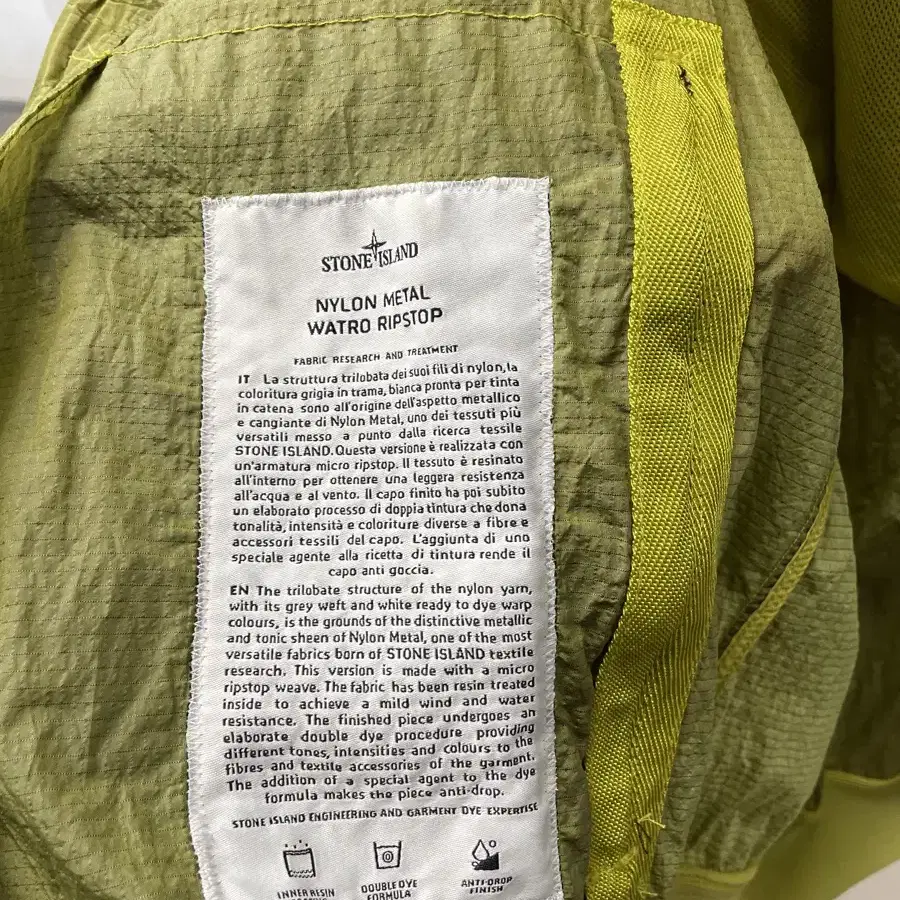 STONE ISLAND
NYLON METAL
WATRO RIPSTOP
FABRIC RESEARCH AND TREATMENT
IT La struttura trilobata dei suoi fili di nylon, la
coloritura grigia in trama, bianca pronta per tinta
in catena sono all'origine dell'aspetto metallico
e cangiante di Nylon Metal, uno dei tessuti più
versatili messo a punto dalla ricerca tessile
STONE ISLAND. Questa versione è realizzata con
un'armatura micro ripstop. Il tessuto è resinato
all'interno per ottenere una leggera resistenza
all'acqua e al vento. Il capo finito ha poi subito
un elaborato processo di doppia tintura che dona
tonalità, intensità e coloriture diverse a fibre e
accessori tessili del capo. L'aggiunta di uno
speciale agente alla ricetta di tintura rende il
capo anti goccia.
EN The trilobate structure of the nylon yarn,
with its grey weft and white ready to dye warp
colours, is the grounds of the distinctive metallic
and tonic sheen of Nylon Metal, one of the most
versatile fabrics born of STONE ISLAND textile
research. This version is made with a micro
ripstop weave. The fabric has been resin treated
inside to achieve a mild wind and water
resistance. The finished piece undergoes an
elaborate double dye procedure providing
different tones, intensities and colours to the
fibres and textile accessories of the garment.
The addition of a special agent to the dye
formula makes the piece anti-drop.
STONE ISLAND ENGINEERING AND GARMENT DYE EXPERTISE
INNER RESIN
DOUBLE DYE
FORMULA
ANTI-DROP
FINISH